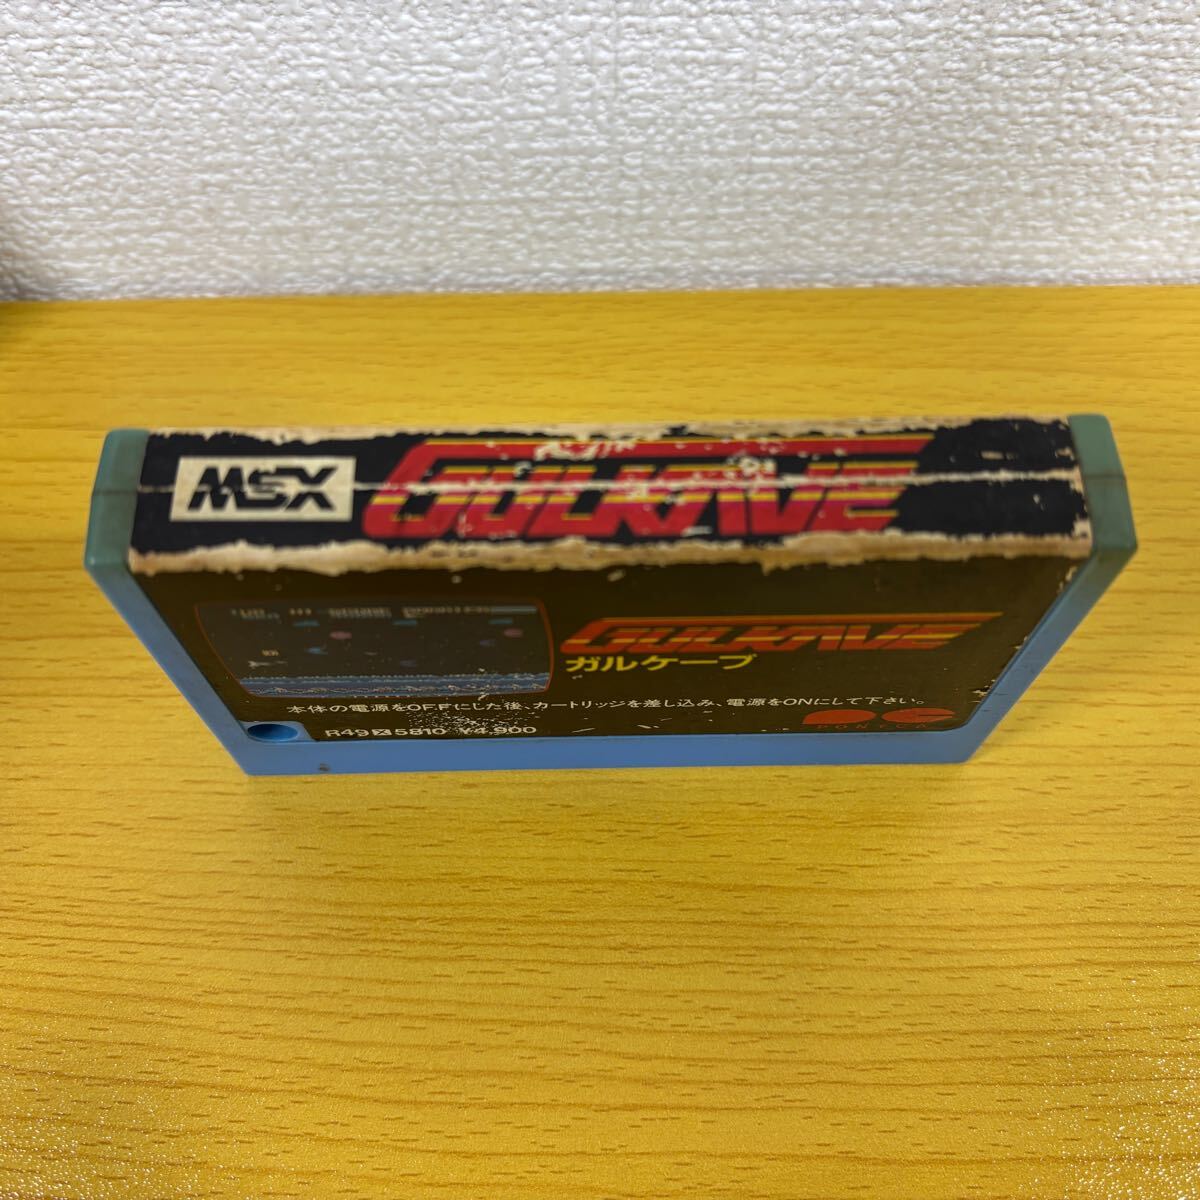 MSX GULKAVE
GULKAVE
ガルケーブ
本体の電源をOFFにした後、カートリッジを差し込み、電源をONにして下さい。
R49X5810 ¥4,900